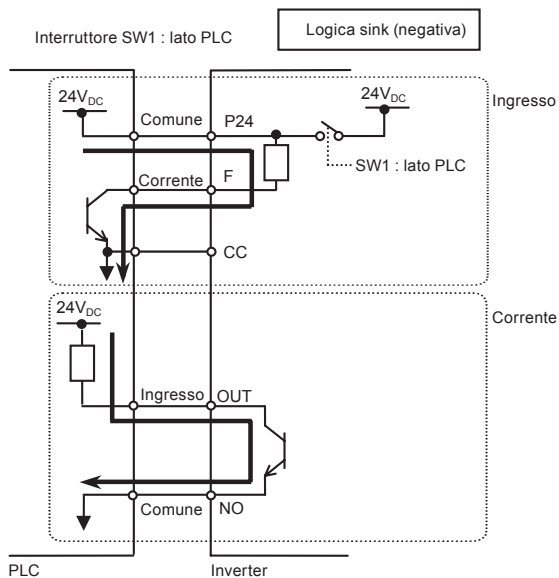 Interruttore SW1 : lato PLC
Logica sink (negativa)
Ingresso
24VDC
Comune
P24
24VDC
SW1 : lato PLC
Corrente
F
CC
Corrente
24VDC
Ingresso
OUT
Comune
NO
PLC
Inverter